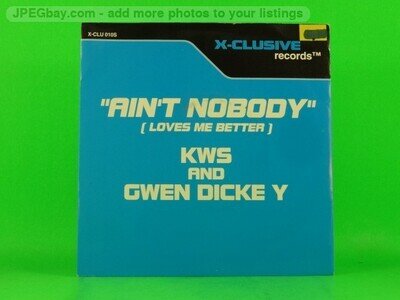 JPEGbay.com - add more photos to your listings
X-CLU 010S
X-CLUSIVE
records™
"AIN'T NOBODY"
( LOVES ME BETTER )
KWS
AND
GWEN DICKE Y